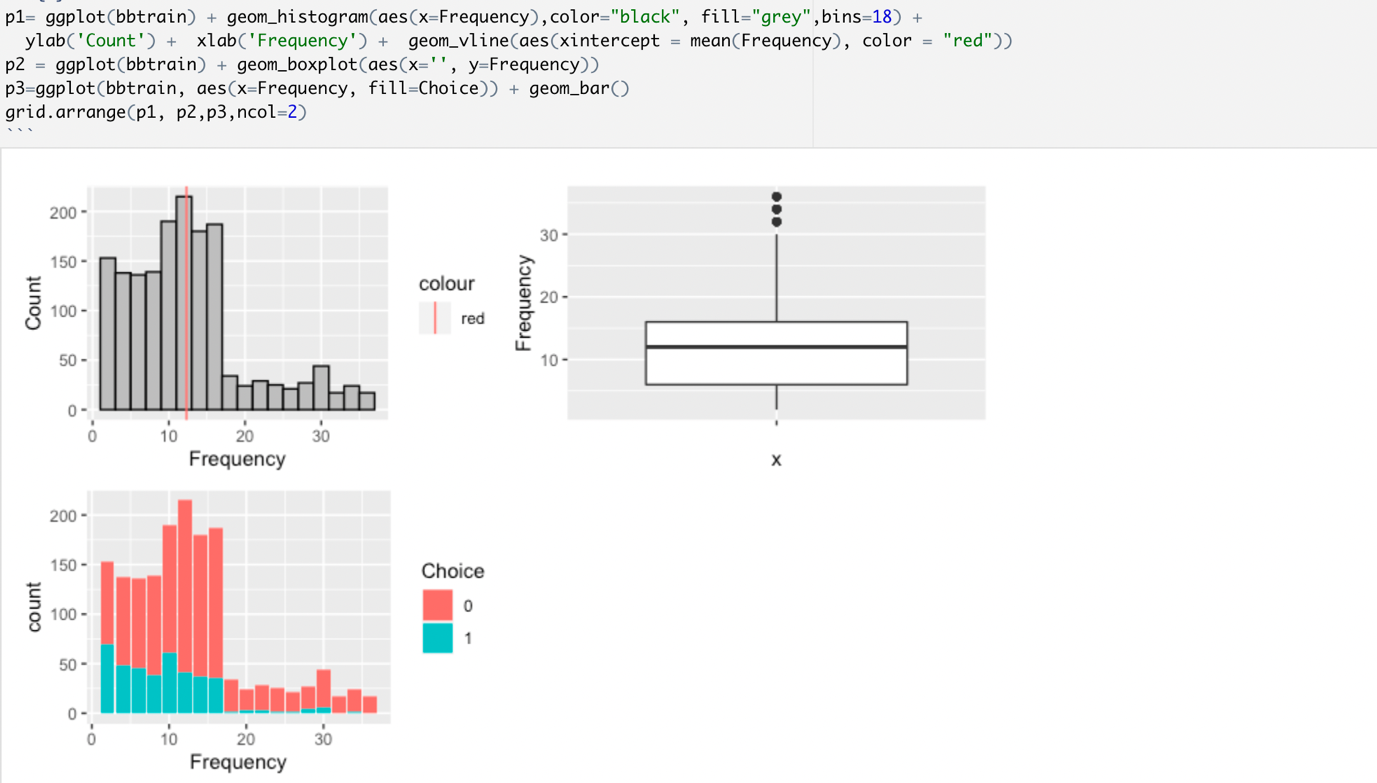 p1= ggplot(bbtrain) + geom_histogram(aes(x=Frequency),color="black", fill="grey",bins=18) +
ylab('Count') + xlab('Frequency') + geom_vline(aes(xintercept = mean(Frequency), color = "red"))
p2 = ggplot(bbtrain) + geom_boxplot(aes(x='', y=Frequency))
p3=ggplot(bbtrain, aes(x=Frequency, fill=Choice)) + geom_bar()
grid.arrange(p1, p2,p3,ncol=2)
```
200
150
100
50
0
Count
0 10 20 30
Frequency
colour
red
30
20
10
Frequency
x
200
150
100
50
0
count
0 10 20 30
Frequency
Choice
0
1